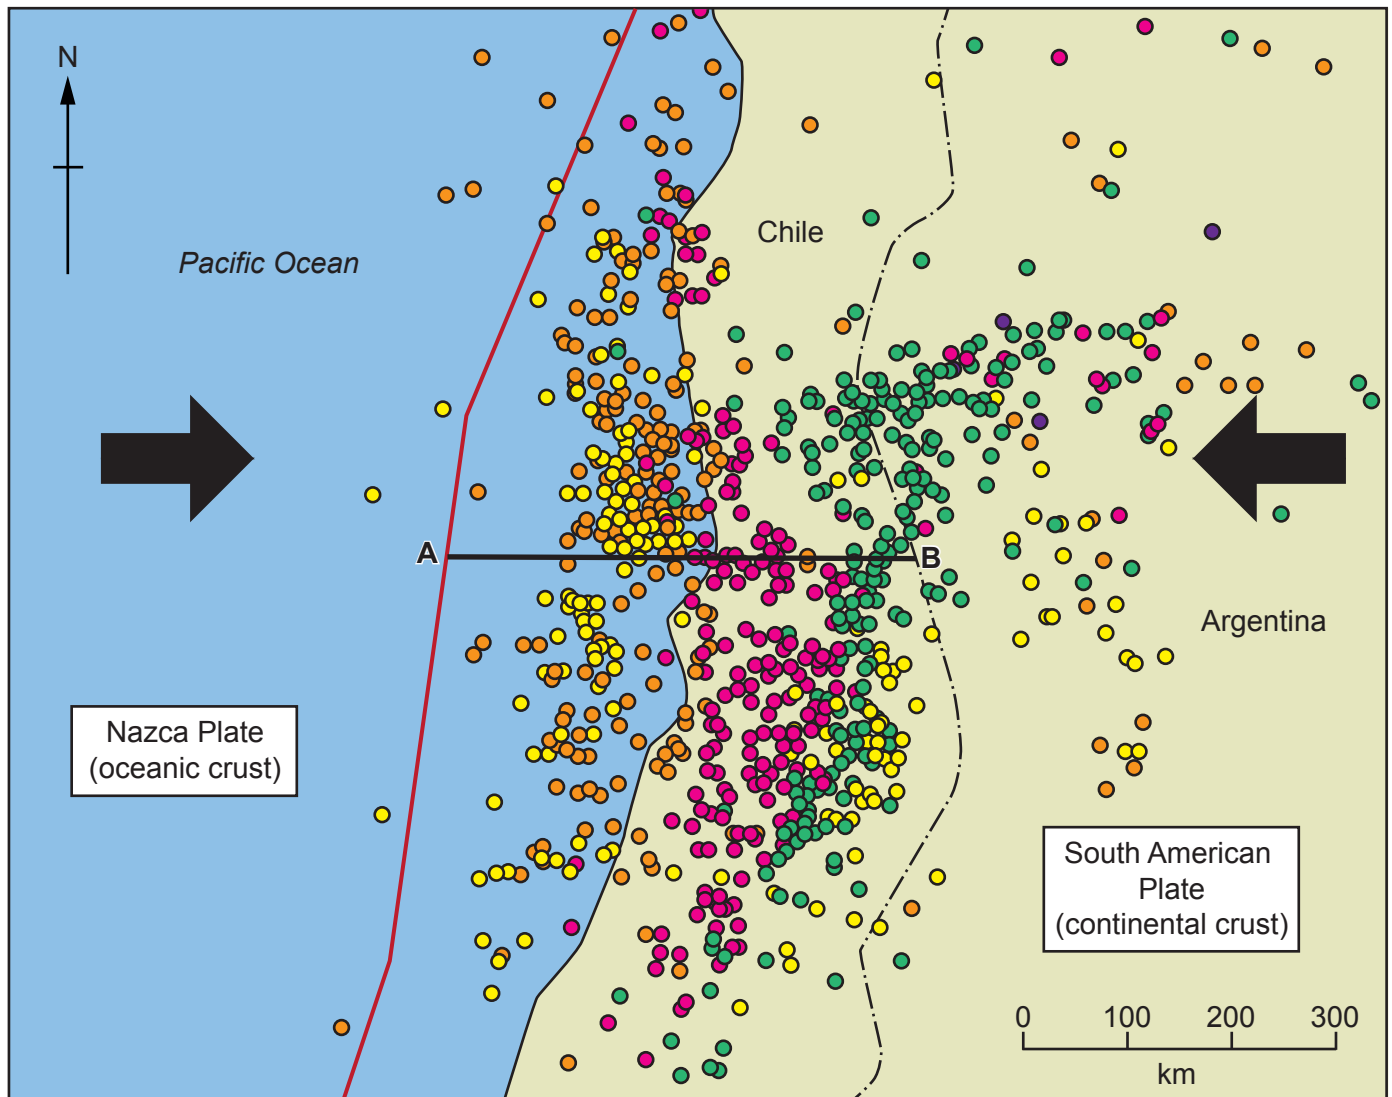 N
Pacific Ocean
Chile
A
B
Argentina
Nazca Plate
(oceanic crust)
South American
Plate
(continental crust)
0 100 200 300
km